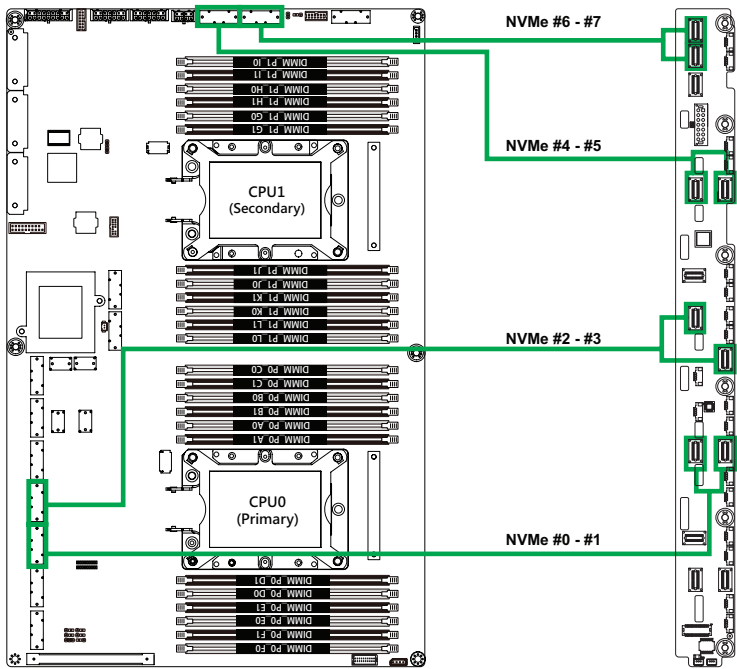 NVMe #6 - #7
DIMM_P1_I0
DIMM_P1_I1
DIMM_P1_H0
DIMM_P1_H1
DIMM_P1_G0
DIMM_P1_G1
NVMe #4 - #5
CPU1
(Secondary)
DIMM_P1_J1
DIMM_P1_J0
DIMM_P1_K1
DIMM_P1_K0
DIMM_P1_L1
DIMM_P1_L0
NVMe #2 - #3
DIMM_P0_C0
DIMM_P0_C1
DIMM_P0_B0
DIMM_P0_B1
DIMM_P0_A0
DIMM_P0_A1
CPU0
(Primary)
NVMe #0 - #1
DIMM_P0_D1
DIMM_P0_D0
DIMM_P0_E1
DIMM_P0_E0
DIMM_P0_F1
DIMM_P0_F0